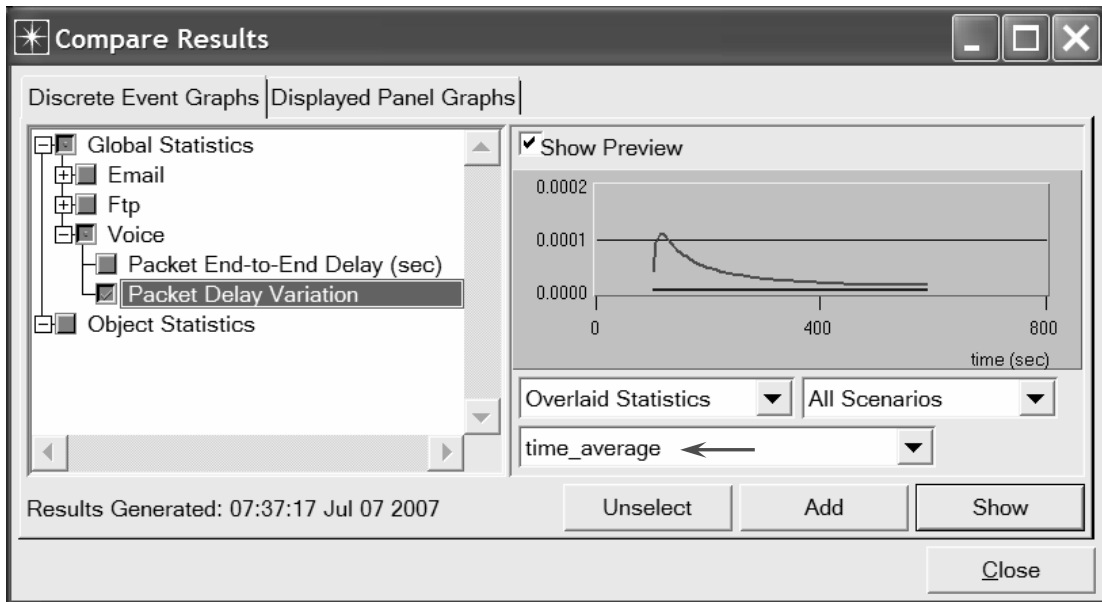 Compare Results
Discrete Event Graphs Displayed Panel Graphs
Global Statistics
Email
Ftp
Voice
Packet End-to-End Delay (sec)
Packet Delay Variation
Object Statistics
Show Preview
0.0002
0.0001
0.0000
0 400 800
time (sec)
Overlaid Statistics All Scenarios
time_average
Results Generated: 07:37:17 Jul 07 2007
Unselect Add Show
Close